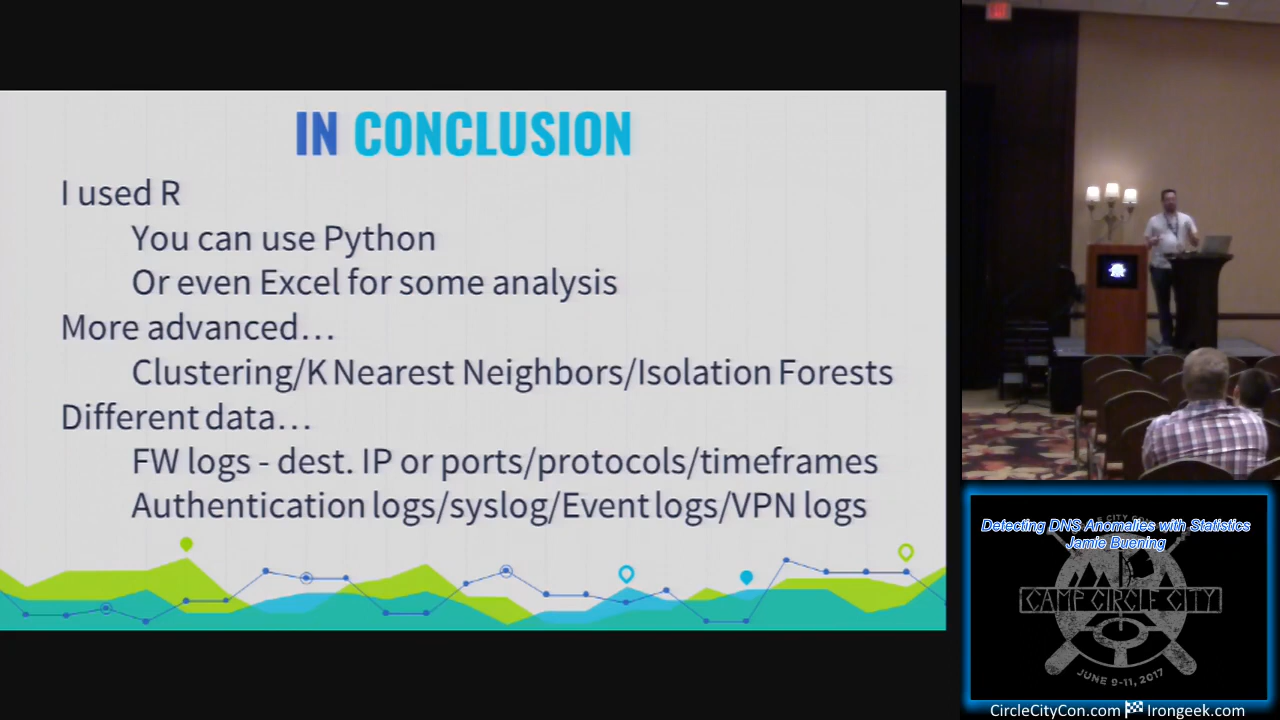 IN CONCLUSION
I used R
You can use Python
Or even Excel for some analysis
More advanced…
Clustering/K Nearest Neighbors/Isolation Forests
Different data…
FW logs - dest. IP or ports/protocols/timeframes
Authentication logs/syslog/Event logs/VPN logs
Detecting DNS Anomalies with Statistics
Jamie Buening
CAMP CIRCLE CITY
JUNE 9-11, 2017
CircleCityCon.com Irongeek.com